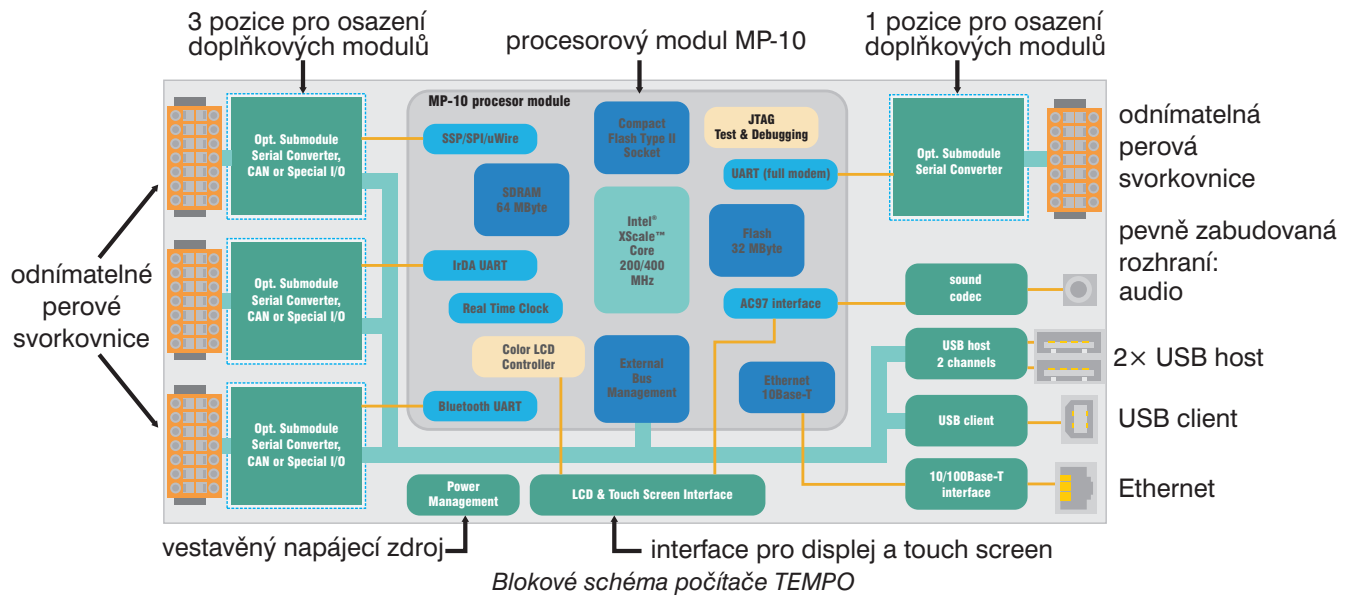 3 pozice pro osazení
doplňkových modulů
procesorový modul MP-10
1 pozice pro osazení
doplňkových modulů
MP-10 procesor module
Opt. Submodule
Serial Converter,
CAN or Special I/O
SSP/SPI/uWire
SDRAM
64 MByte
Compact
Flash Type II
Socket
JTAG
Test & Debugging
UART (full modem)
Opt. Submodule
Serial Converter
odnímatelná
perová
svorkovnice
Intel®
XScale™
Core
200/400
MHz
Flash
32 MByte
odnímatelné
perové
svorkovnice
Opt. Submodule
Serial Converter,
CAN or Special I/O
IrDA UART
Real Time Clock
AC97 interface
sound
codec
pevně zabudovaná
rozhraní:
audio
Color LCD
Controller
External
Bus
Management
Ethernet
10Base-T
USB host
2 channels
2× USB host
Opt. Submodule
Serial Converter,
CAN or Special I/O
Bluetooth UART
USB client
USB client
Power
Management
LCD & Touch Screen Interface
10/100Base-T
interface
Ethernet
vestavěný napájecí zdroj
interface pro displej a touch screen
Blokové schéma počítače TEMPO